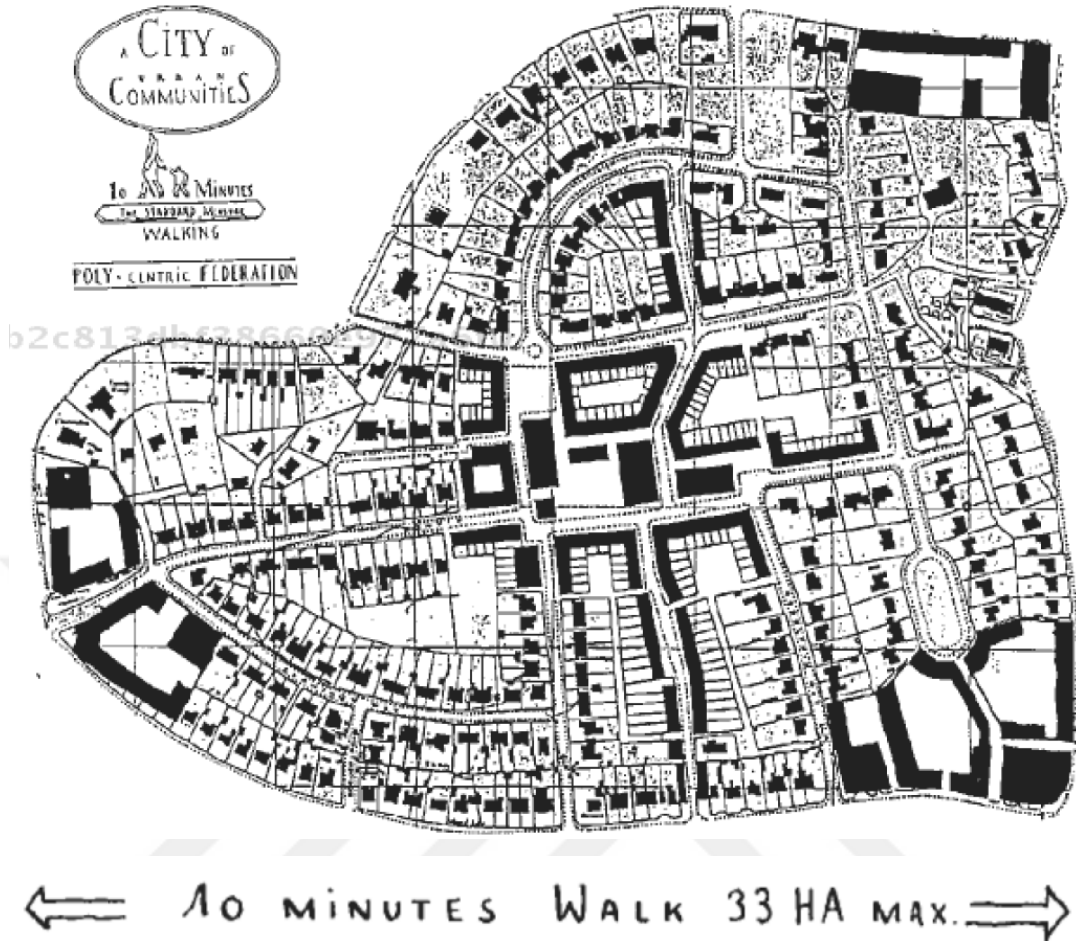 A CITY OF
URBAN
COMMUNITIES
10 MINUTES
THE STANDARD MEASURE
WALKING
POLY-CENTRIC FEDERATION
10 MINUTES WALK 33 HA MAX.